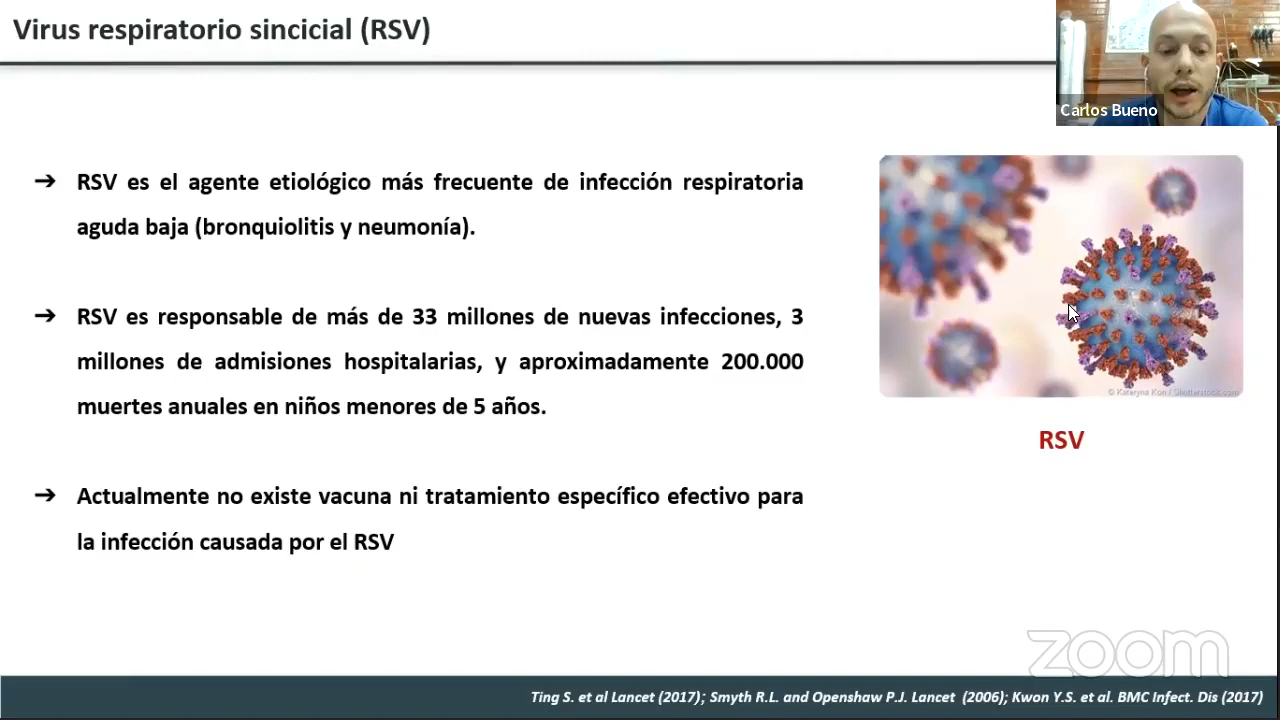 Virus respiratorio sincicial (RSV)
Carlos Bueno
➔ RSV es el agente etiológico más frecuente de infección respiratoria
aguda baja (bronquiolitis y neumonía).
➔ RSV es responsable de más de 33 millones de nuevas infecciones, 3
millones de admisiones hospitalarias, y aproximadamente 200.000
muertes anuales en niños menores de 5 años.
➔ Actualmente no existe vacuna ni tratamiento específico efectivo para
la infección causada por el RSV
© Kateryna Kon / Shutterstock.com
RSV
zoom
Ting S. et al Lancet (2017); Smyth R.L. and Openshaw P.J. Lancet (2006); Kwon Y.S. et al. BMC Infect. Dis (2017)